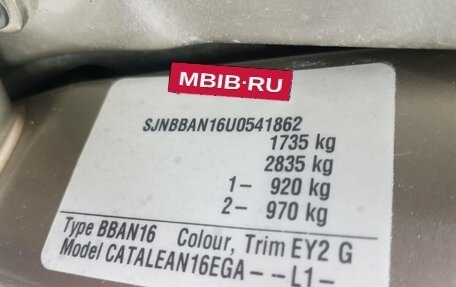 MBIB.RU
SJNBBAN16U0541862
1735 kg
2835 kg
1- 920 kg
2- 970 kg
Type BBAN16 Colour, Trim EY2 G
Model CATALEAN16EGA - - L1 -